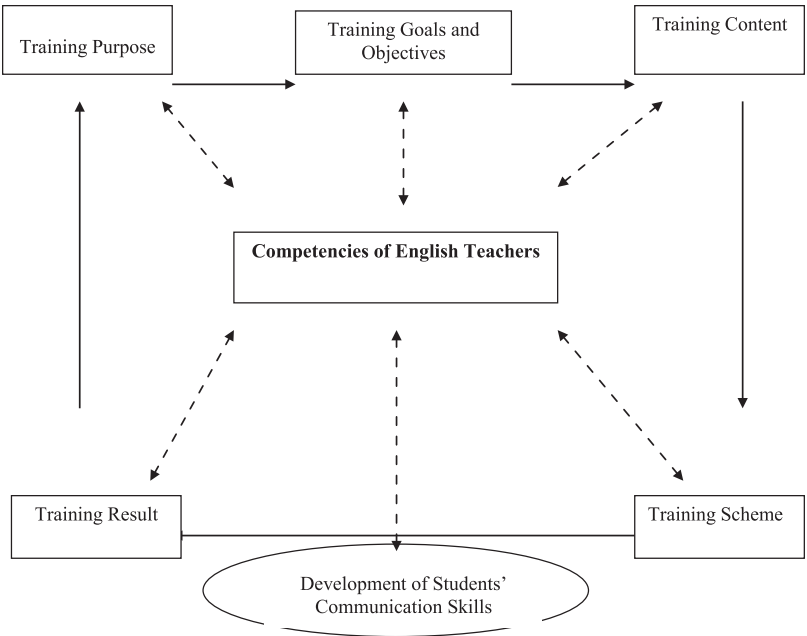 Training Purpose
Training Goals and
Objectives
Training Content
Competencies of English Teachers
Training Result
Training Scheme
Development of Students’
Communication Skills